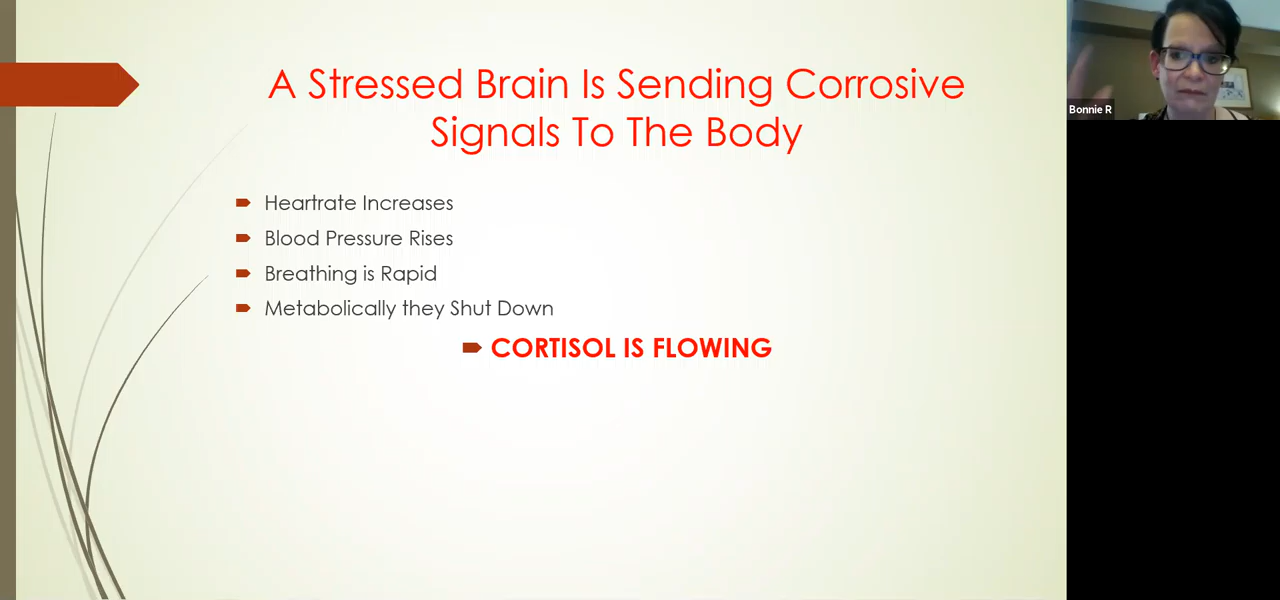 A Stressed Brain Is Sending Corrosive
Signals To The Body
Heartrate Increases
Blood Pressure Rises
Breathing is Rapid
Metabolically they Shut Down
CORTISOL IS FLOWING
Bonnie R